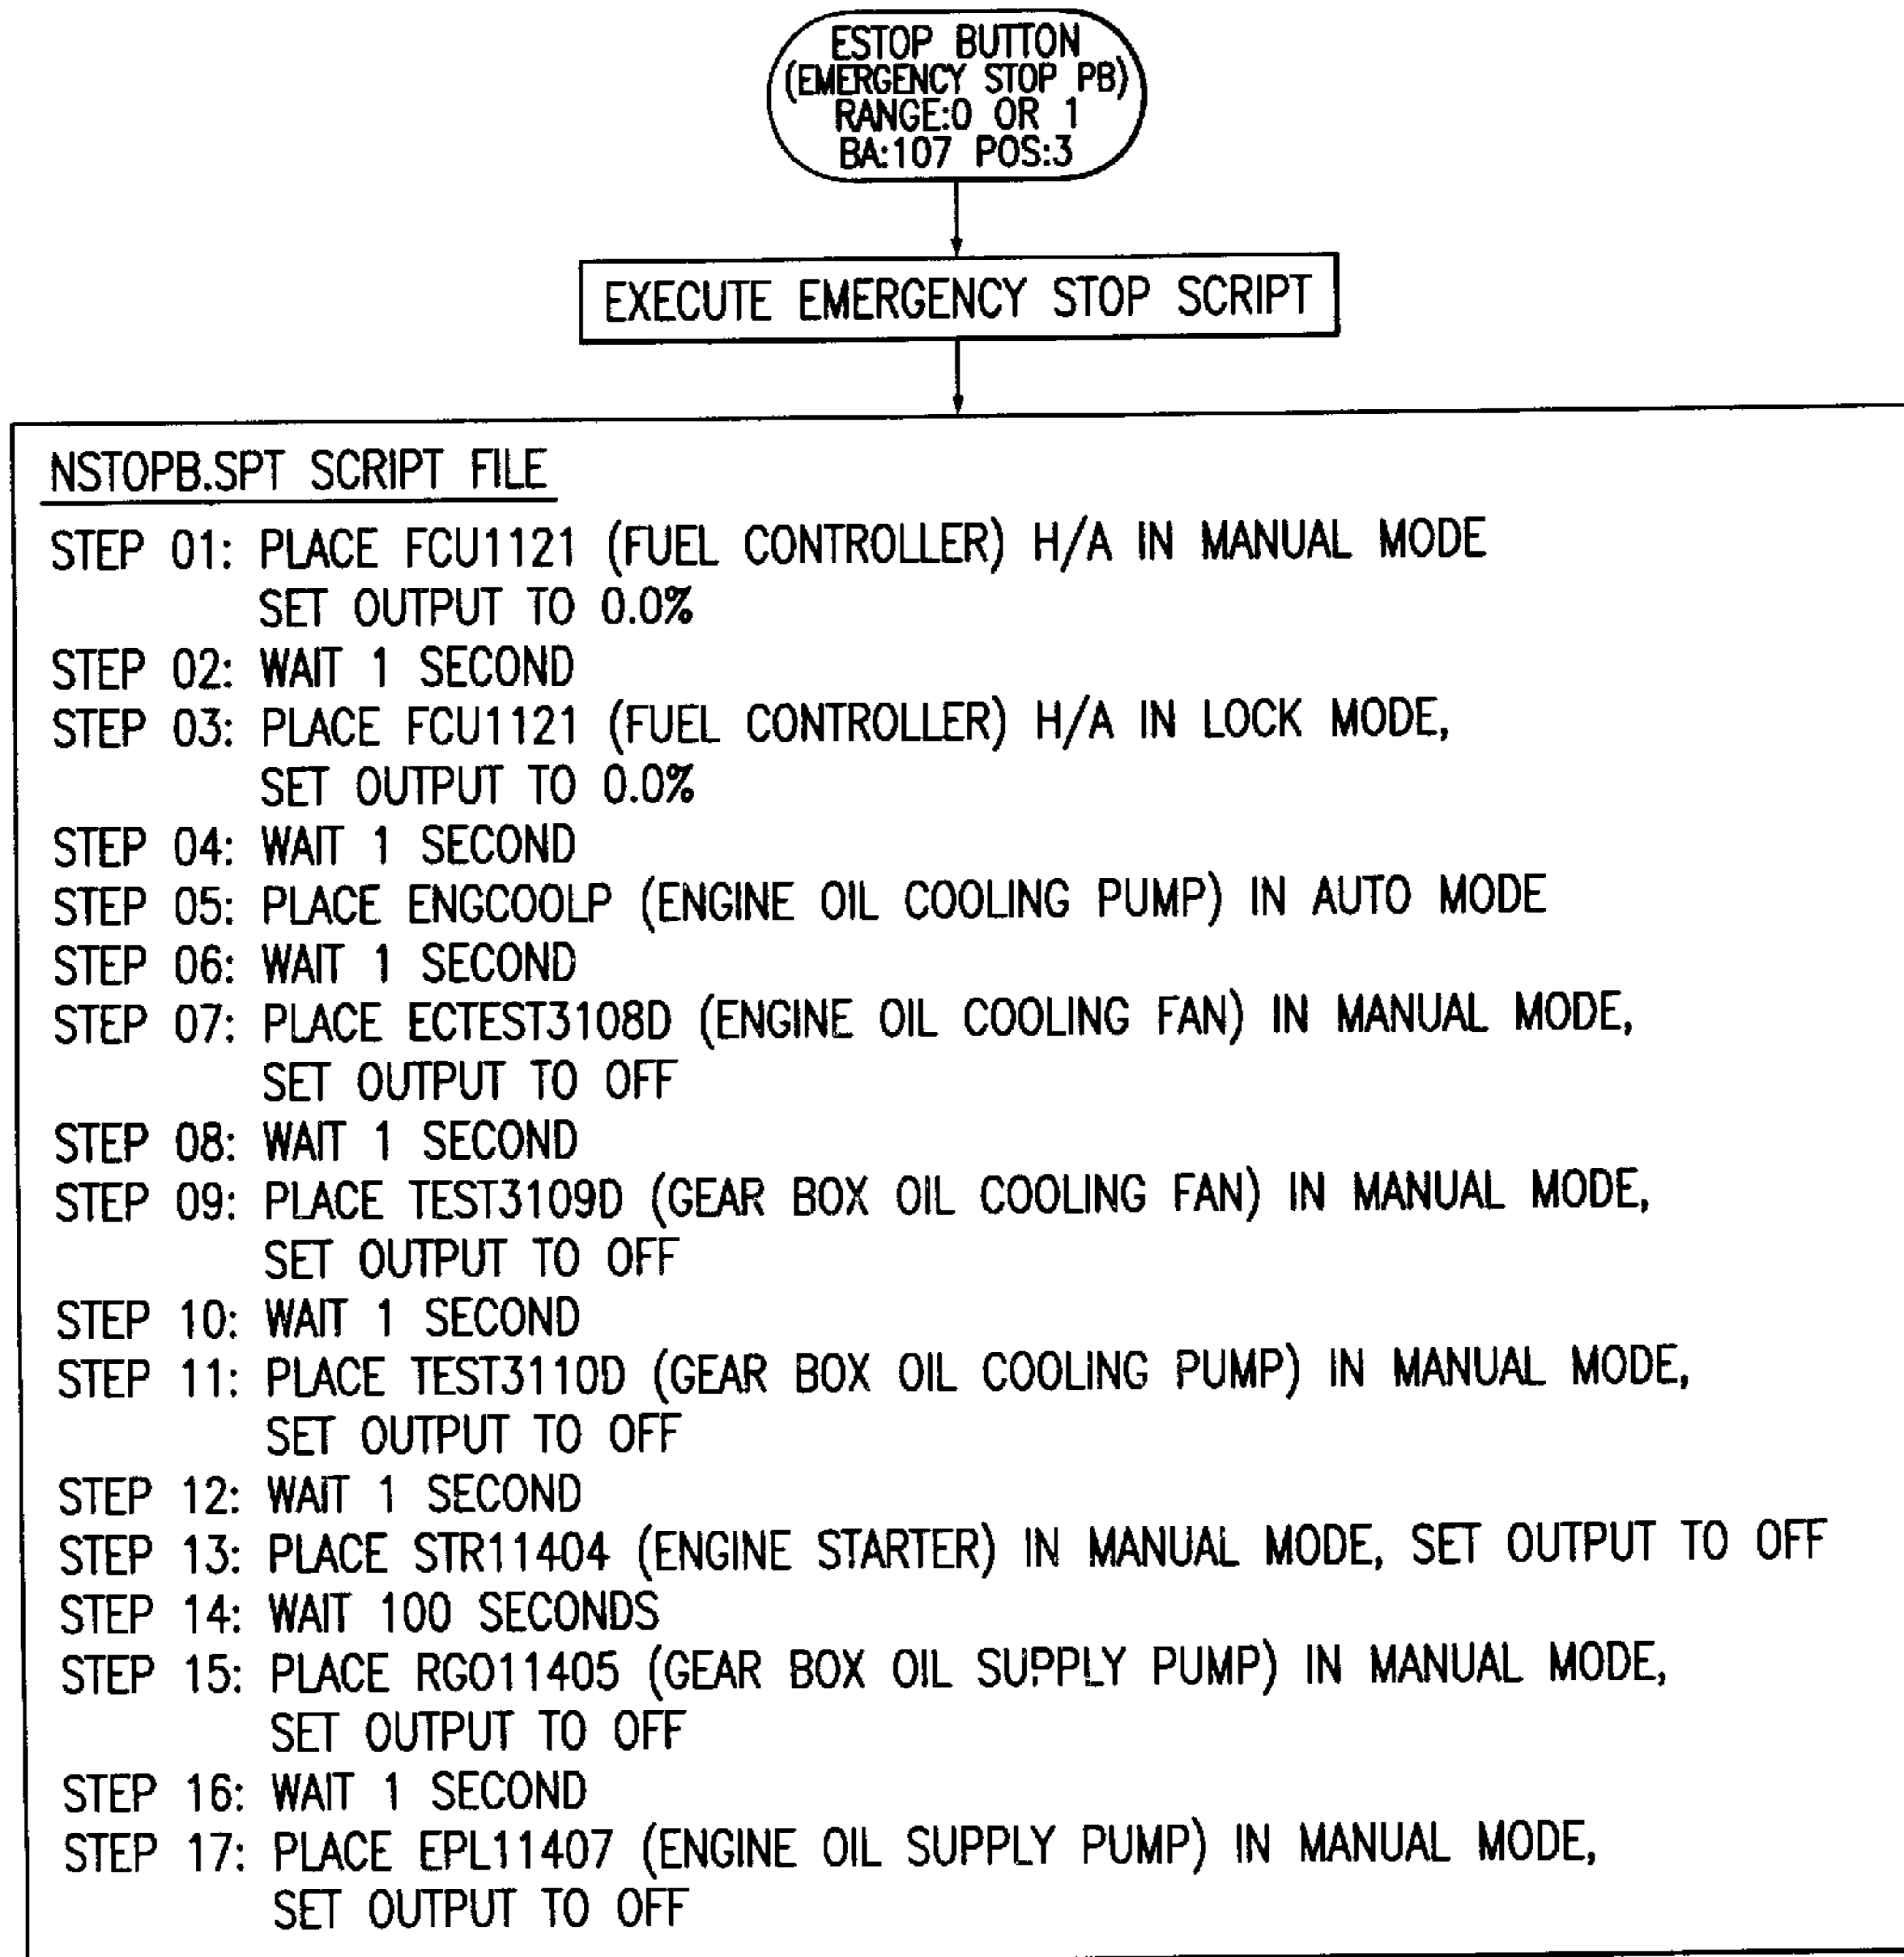 ESTOP BUTTON
(EMERGENCY STOP PB)
RANGE:0 OR 1
BA:107 POS:3
EXECUTE EMERGENCY STOP SCRIPT
NSTOPB.SPT SCRIPT FILE
STEP 01: PLACE FCU1121 (FUEL CONTROLLER) H/A IN MANUAL MODE
SET OUTPUT TO 0.0%
STEP 02: WAIT 1 SECOND
STEP 03: PLACE FCU1121 (FUEL CONTROLLER) H/A IN LOCK MODE,
SET OUTPUT TO 0.0%
STEP 04: WAIT 1 SECOND
STEP 05: PLACE ENGCOOLP (ENGINE OIL COOLING PUMP) IN AUTO MODE
STEP 06: WAIT 1 SECOND
STEP 07: PLACE ECTEST3108D (ENGINE OIL COOLING FAN) IN MANUAL MODE,
SET OUTPUT TO OFF
STEP 08: WAIT 1 SECOND
STEP 09: PLACE TEST3109D (GEAR BOX OIL COOLING FAN) IN MANUAL MODE,
SET OUTPUT TO OFF
STEP 10: WAIT 1 SECOND
STEP 11: PLACE TEST3110D (GEAR BOX OIL COOLING PUMP) IN MANUAL MODE,
SET OUTPUT TO OFF
STEP 12: WAIT 1 SECOND
STEP 13: PLACE STR11404 (ENGINE STARTER) IN MANUAL MODE, SET OUTPUT TO OFF
STEP 14: WAIT 100 SECONDS
STEP 15: PLACE RGO11405 (GEAR BOX OIL SUPPLY PUMP) IN MANUAL MODE,
SET OUTPUT TO OFF
STEP 16: WAIT 1 SECOND
STEP 17: PLACE EPL11407 (ENGINE OIL SUPPLY PUMP) IN MANUAL MODE,
SET OUTPUT TO OFF